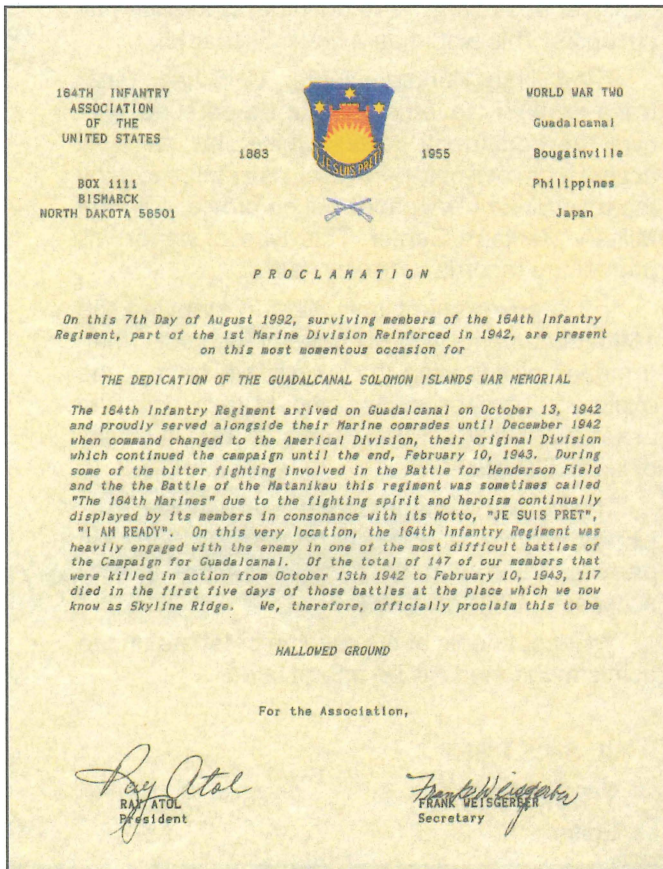 164TH INFANTRY
ASSOCIATION
OF THE
UNITED STATES
BOX 1111
BISMARCK
NORTH DAKOTA 58501
1883
JE SUIS PRET
1955
WORLD WAR TWO
Guadalcanal
Bougainville
Philippines
Japan
PROCLAMATION
On this 7th Day of August 1992, surviving members of the 164th Infantry
Regiment, part of the 1st Marine Division Reinforced in 1942, are present
on this most momentous occasion for
THE DEDICATION OF THE GUADALCANAL SOLOMON ISLANDS WAR MEMORIAL
The 164th Infantry Regiment arrived on Guadalcanal on October 13, 1942
and proudly served alongside their Marine comrades until December 1942
when command changed to the Americal Division, their original Division
which continued the campaign until the end, February 10, 1943. During
some of the bitter fighting involved in the Battle for Henderson Field
and the the Battle of the Matanikau this regiment was sometimes called
"The 164th Marines" due to the fighting spirit and heroism continually
displayed by its members in consonance with its Motto, "JE SUIS PRET",
"I AM READY". On this very location, the 164th Infantry Regiment was
heavily engaged with the enemy in one of the most difficult battles of
the Campaign for Guadalcanal. Of the total of 147 of our members that
were killed in action from October 13th 1942 to February 10, 1943, 117
died in the first five days of those battles at the place which we now
know as Skyline Ridge. We, therefore, officially proclaim this to be
HALLOWED GROUND
For the Association,
Ray Atol
RAY ATOL
President
Frank Weisgerber
FRANK WEISGERBER
Secretary